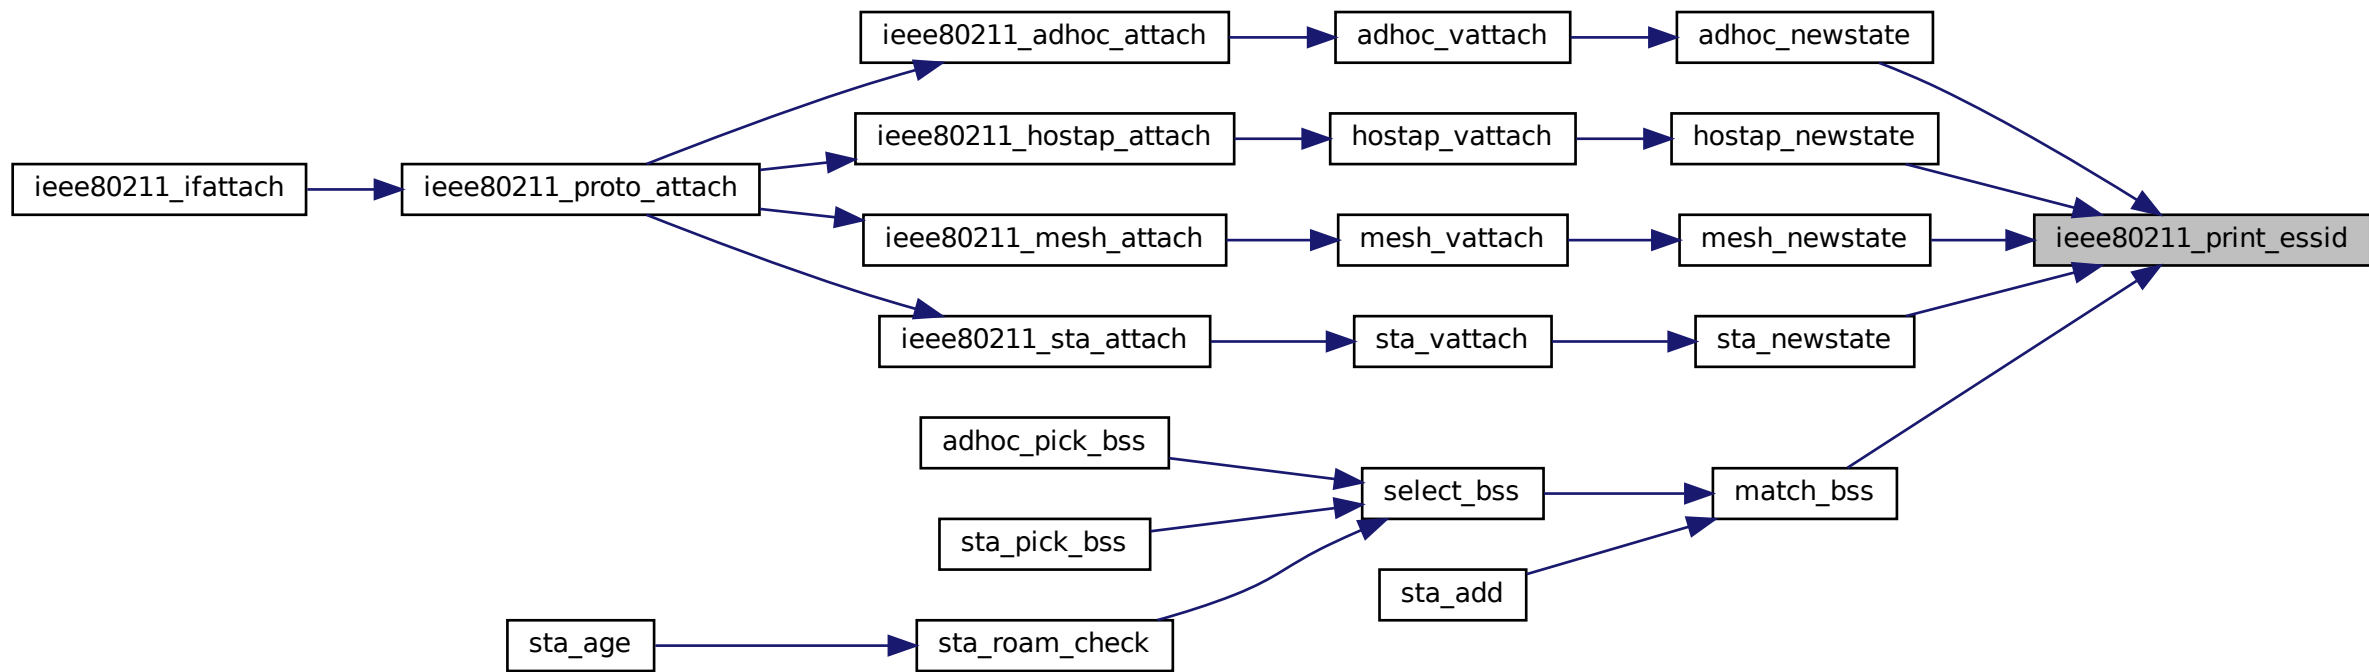 ieee80211_adhoc_attach
adhoc_vattach
adhoc_newstate
ieee80211_hostap_attach
hostap_vattach
hostap_newstate
ieee80211_ifattach
ieee80211_proto_attach
ieee80211_mesh_attach
mesh_vattach
mesh_newstate
ieee80211_print_essid
ieee80211_sta_attach
sta_vattach
sta_newstate
adhoc_pick_bss
select_bss
match_bss
sta_pick_bss
sta_add
sta_age
sta_roam_check